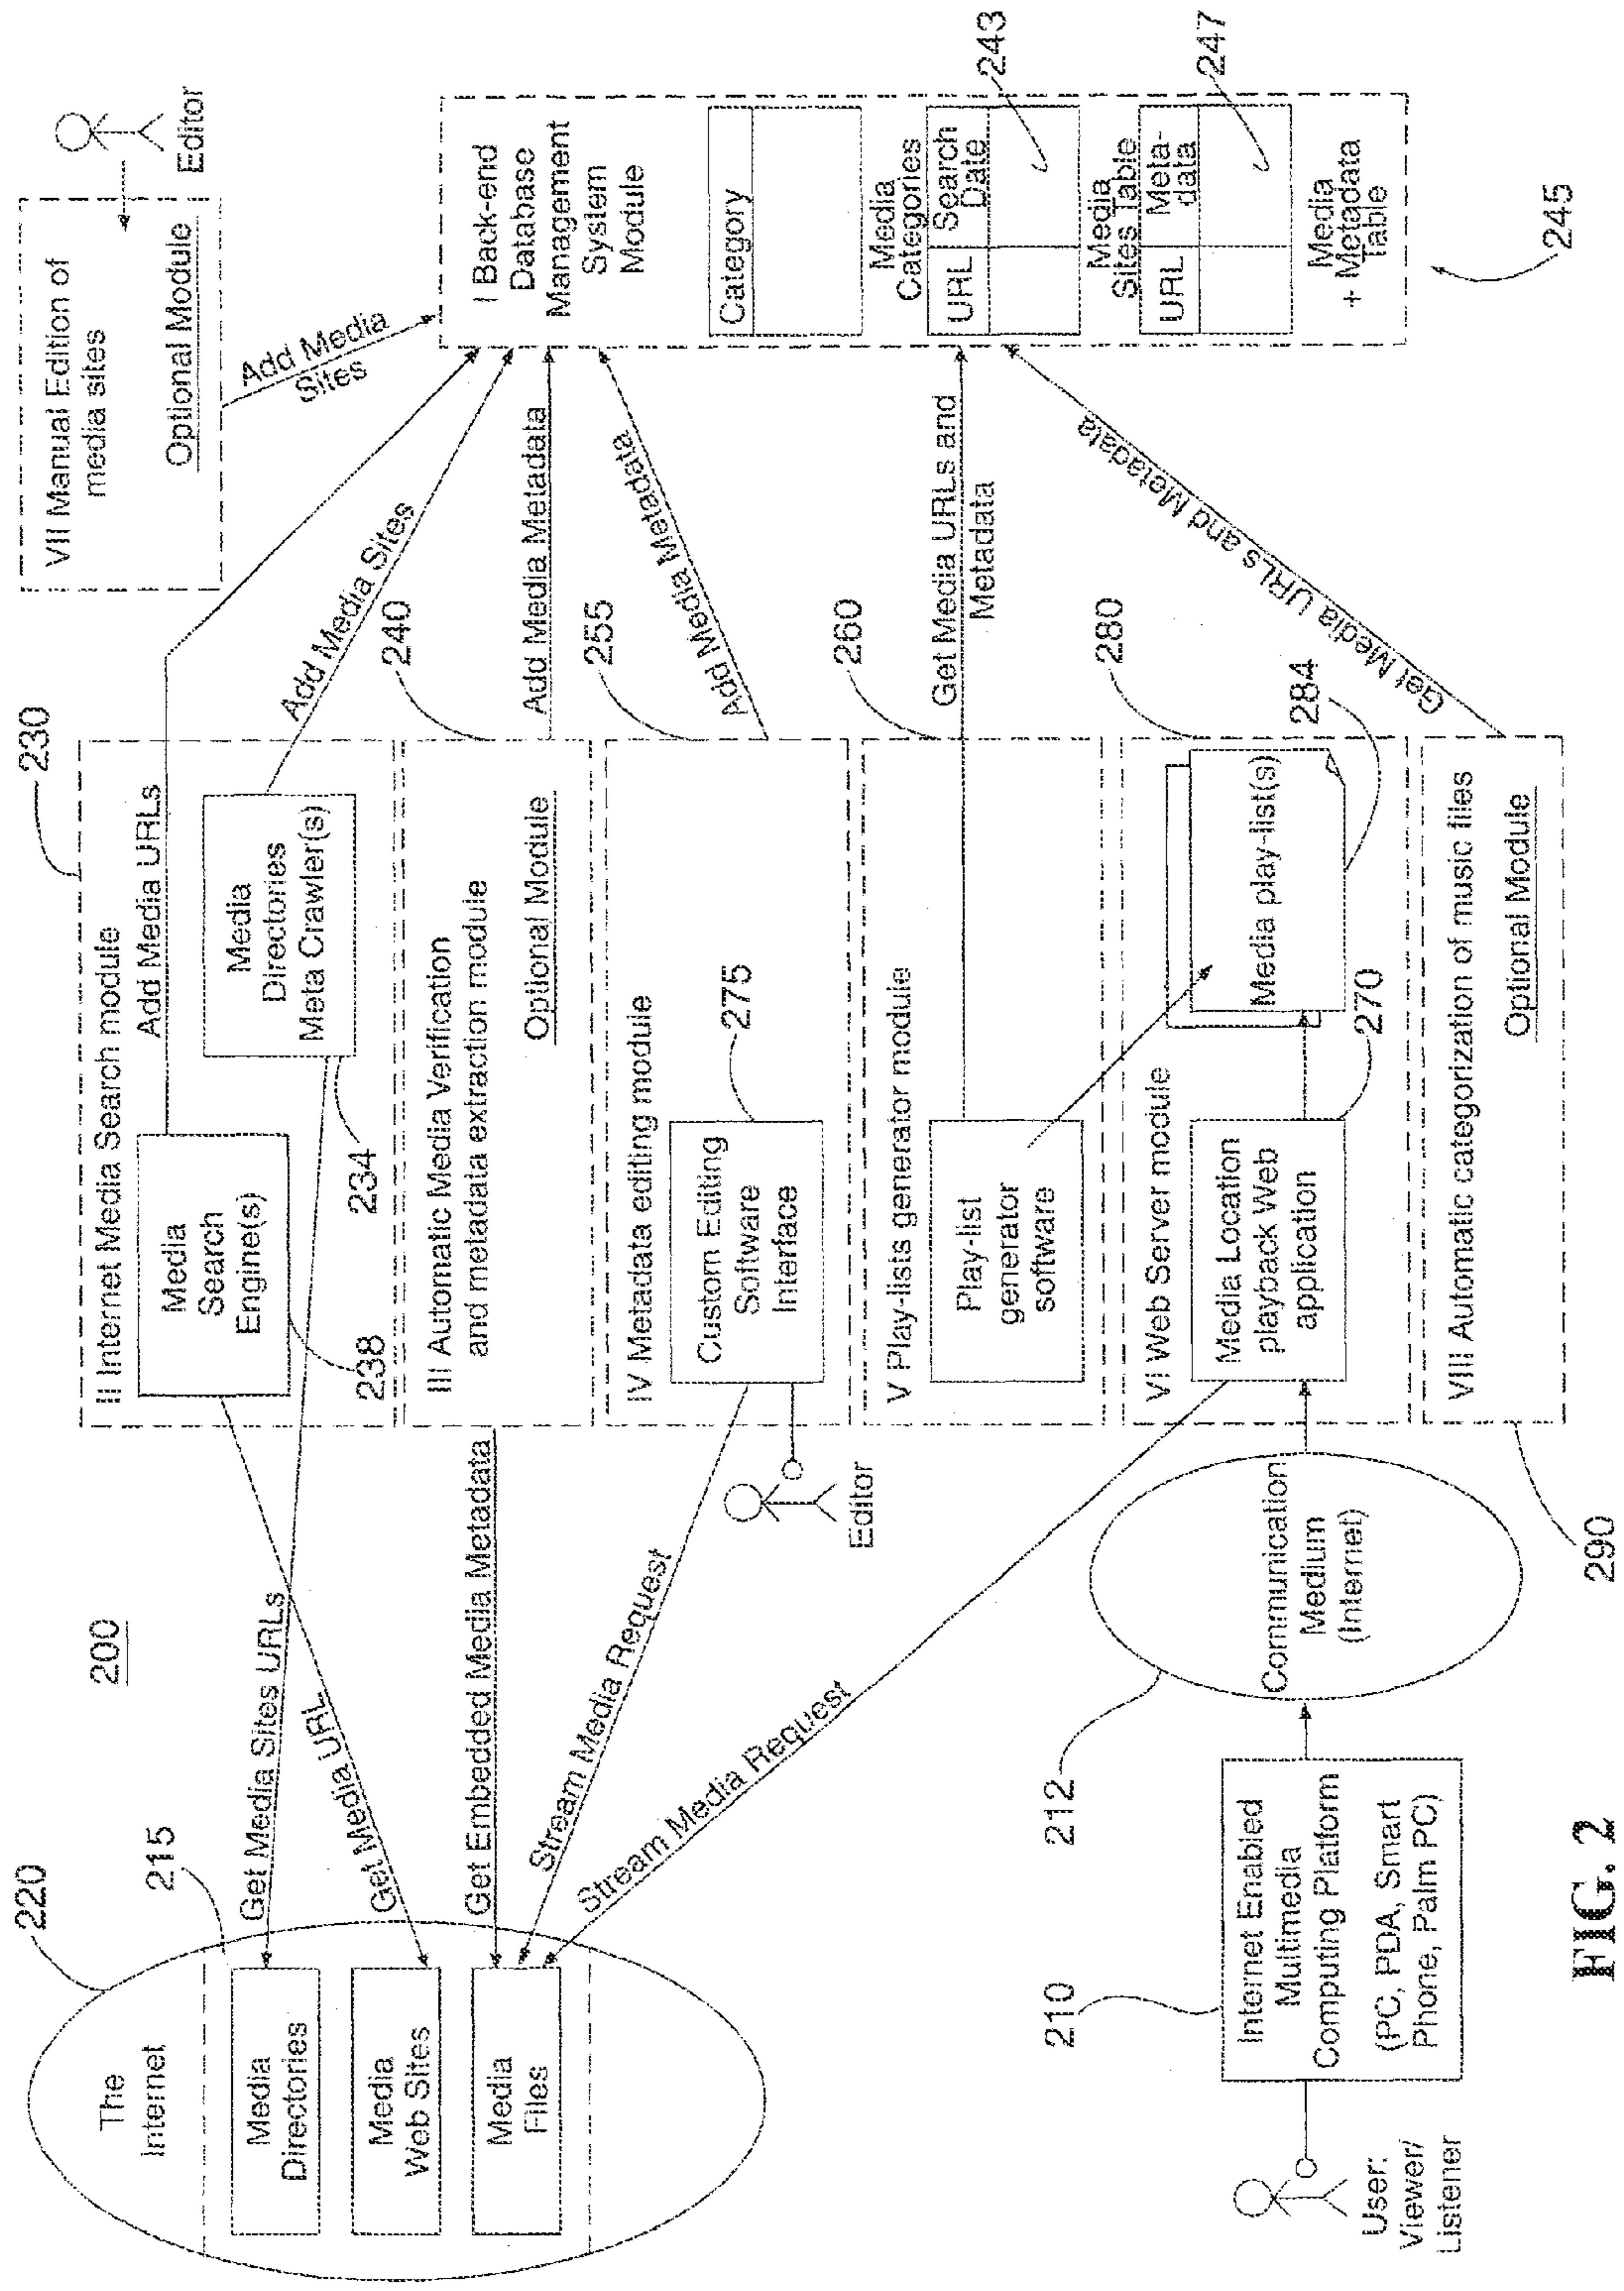 200
220
The
Internet
215
Media
Directories
Media
Web Sites
Media
Files
Get Media Sites URLs
Get Media URL
Get Embedded Media Metadata
Stream Media Request
Stream Media Request
230
II Internet Media Search module
Add Media URLs
Media
Search
Engine(s)
238
Media
Directories
Meta Crawler(s)
234
Add Media Sites
240
III Automatic Media Verification
and metadata extraction module
Optional Module
Add Media Metadata
255
IV Metadata editing module
Custom Editing
Software
Interface
275
Editor
Add Media Metadata
260
V Play-lists generator module
Play-list
generator
software
Get Media URLs and
Metadata
280
VI Web Server module
Media Location
playback Web
application
270
Media play-list(s)
284
VIII Automatic categorization of music files
Optional Module
290
Get Media URLs and Metadata
VII Manual Edition of
media sites
Optional Module
Editor
Add Media
Sites
I Back-end
Database
Management
System
Module
Category
Media
Categories
URL
Search
Date
243
Media
Sites Table
URL
Meta-
data
247
Media
+ Metadata
Table
245
210
Internet Enabled
Multimedia
Computing Platform
(PC, PDA, Smart
Phone, Palm PC)
User:
Viewer/
Listener
212
Communication
Medium
(Internet)
FIG. 2